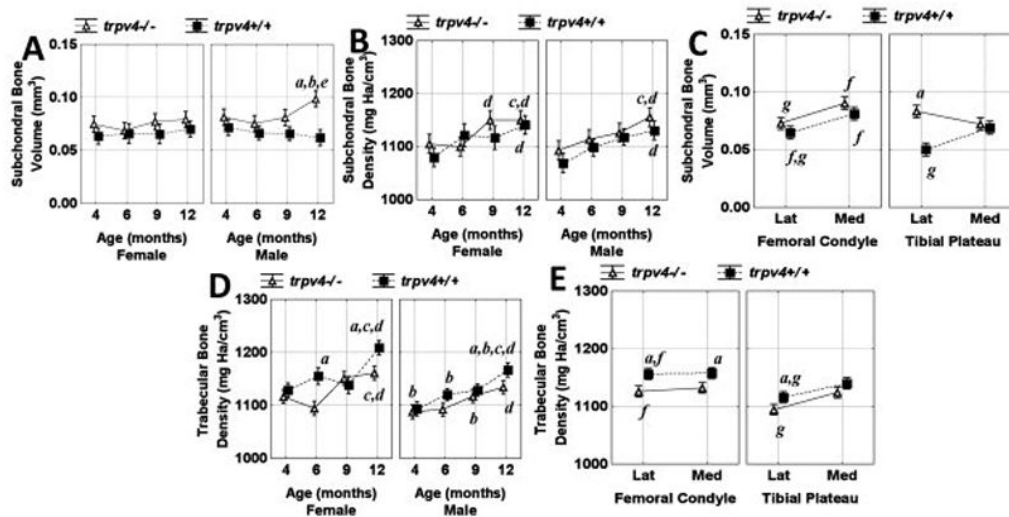 A
trpv4-/- trpv4+/+
Subchondral Bone
Volume (mm³)
0.15
0.10
0.05
0.00
a,b,e
4 6 9 12 4 6 9 12
Age (months) Age (months)
Female Male
B
trpv4-/- trpv4+/+
Subchondral Bone
Density (mg Ha/cm³)
1300
1200
1100
1000
d c,d d c,d d
4 6 9 12 4 6 9 12
Age (months) Age (months)
Female Male
C
trpv4-/- trpv4+/+
Subchondral Bone
Volume (mm³)
0.15
0.10
0.05
0.00
g f a
f,g f g
Lat Med Lat Med
Femoral Condyle Tibial Plateau
D
trpv4-/- trpv4+/+
Trabecular Bone
Density (mg Ha/cm³)
1300
1200
1100
1000
a a,c,d c,d
b b a,b,c,d b d
4 6 9 12 4 6 9 12
Age (months) Age (months)
Female Male
E
trpv4-/- trpv4+/+
Trabecular Bone
Density (mg Ha/cm³)
1300
1200
1100
1000
a,f a a,g
f g
Lat Med Lat Med
Femoral Condyle Tibial Plateau